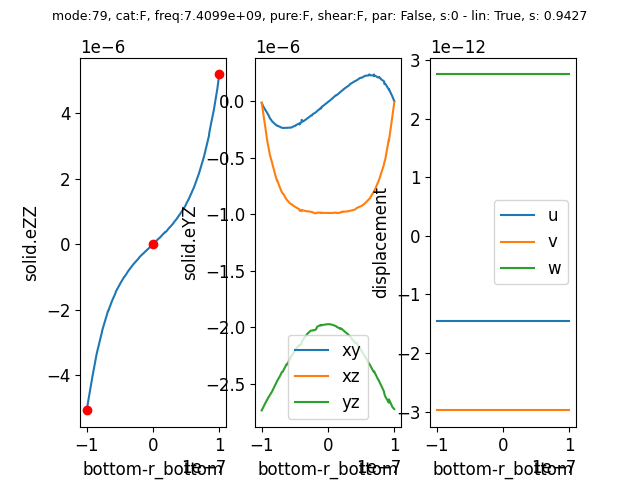 mode:79, cat:F, freq:7.4099e+09, pure:F, shear:F, par: False, s:0 - lin: True, s: 0.9427
1e−6
1e−6
1e−12
4
2
0
−2
−4
solid.eZZ
−1
0
1
bottom-r_bottom
1e−7
0.0
−0.5
−1.0
−1.5
−2.0
−2.5
solid.eYZ
xy
xz
yz
−1
0
1
bottom-r_bottom
1e−7
3
2
1
0
−1
−2
−3
displacement
u
v
w
−1
0
1
bottom-r_bottom
1e−7